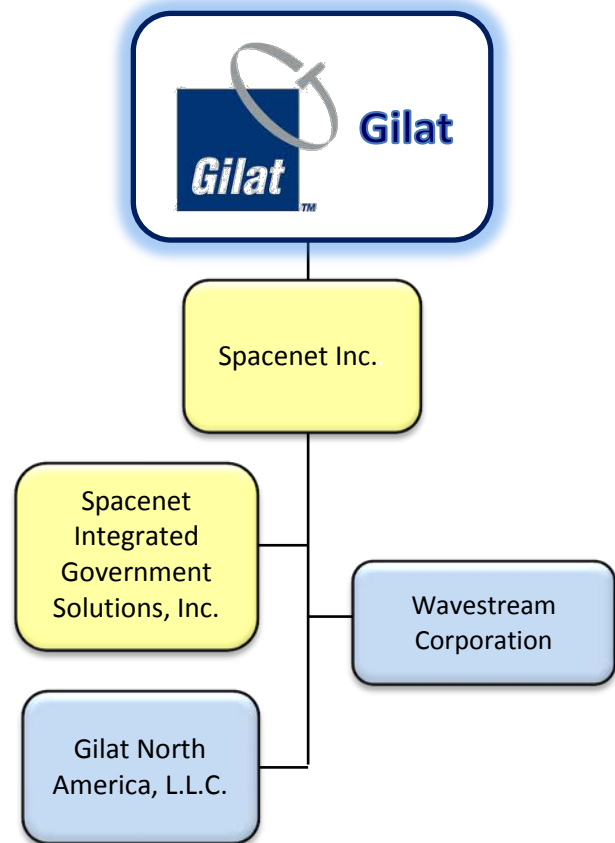 Gilat
Gilat
TM
Spacenet Inc.
Spacenet
Integrated
Government
Solutions, Inc.
Wavestream
Corporation
Gilat North
America, L.L.C.